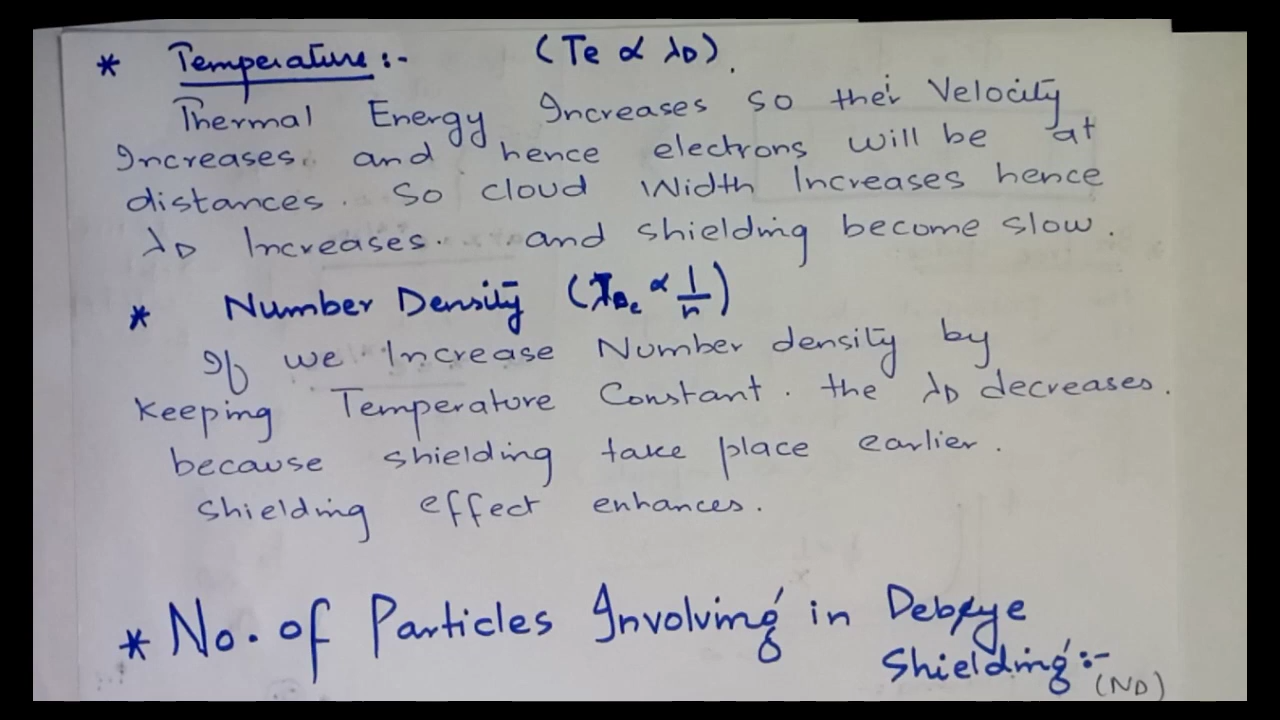 * Temperature :- (Te ∝ λD).
Thermal Energy Increases so their Velocity
Increases. and hence electrons will be at
distances. So cloud Width Increases hence
λD Increases. and shielding become slow.
* Number Density (λDe ∝ 1/n)
If we Increase Number density by
Keeping Temperature Constant. the λD decreases.
because shielding take place earlier.
Shielding effect enhances.
* No. of Particles Involving in Debye
Shielding :-
(ND)